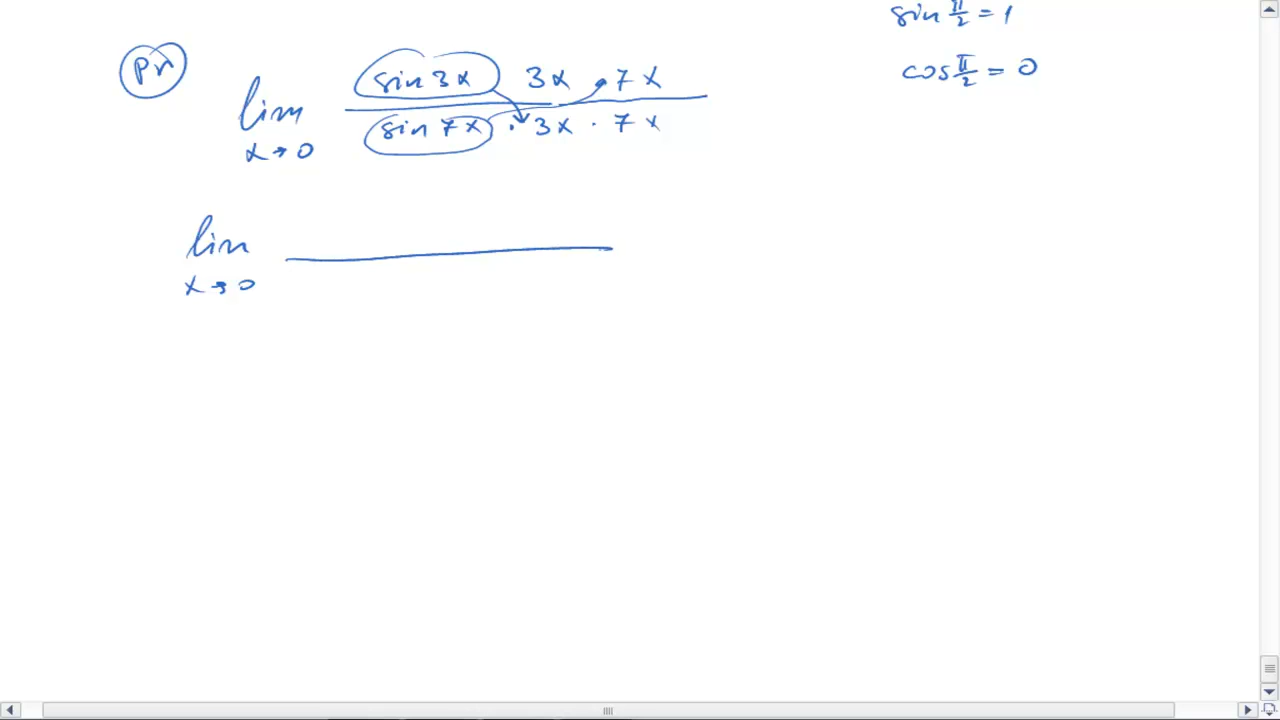 sin π/2 = 1
cos π/2 = 0
Pr
lim x→0 (sin 3x 3x · 7x) / (sin 7x · 3x · 7x)
lim x→0